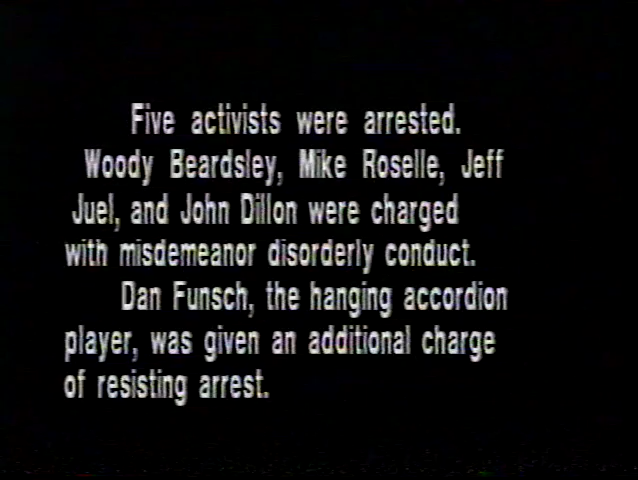 Five activists were arrested.
Woody Beardsley, Mike Roselle, Jeff
Juel, and John Dillon were charged
with misdemeanor disorderly conduct.
Dan Funsch, the hanging accordion
player, was given an additional charge
of resisting arrest.